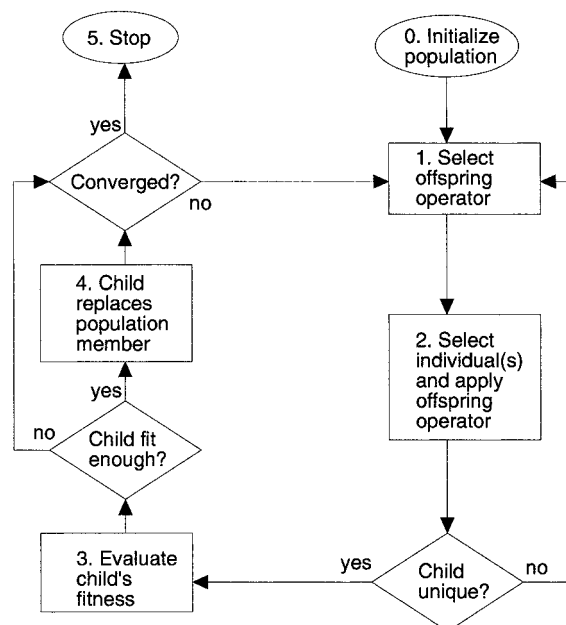 5. Stop
0. Initialize
population
yes
Converged?
no
1. Select
offspring
operator
4. Child
replaces
population
member
2. Select
individual(s)
and apply
offspring
operator
yes
no
Child fit
enough?
3. Evaluate
child's
fitness
yes
Child
unique?
no